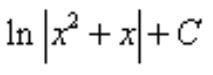 ln |x² + x| + C